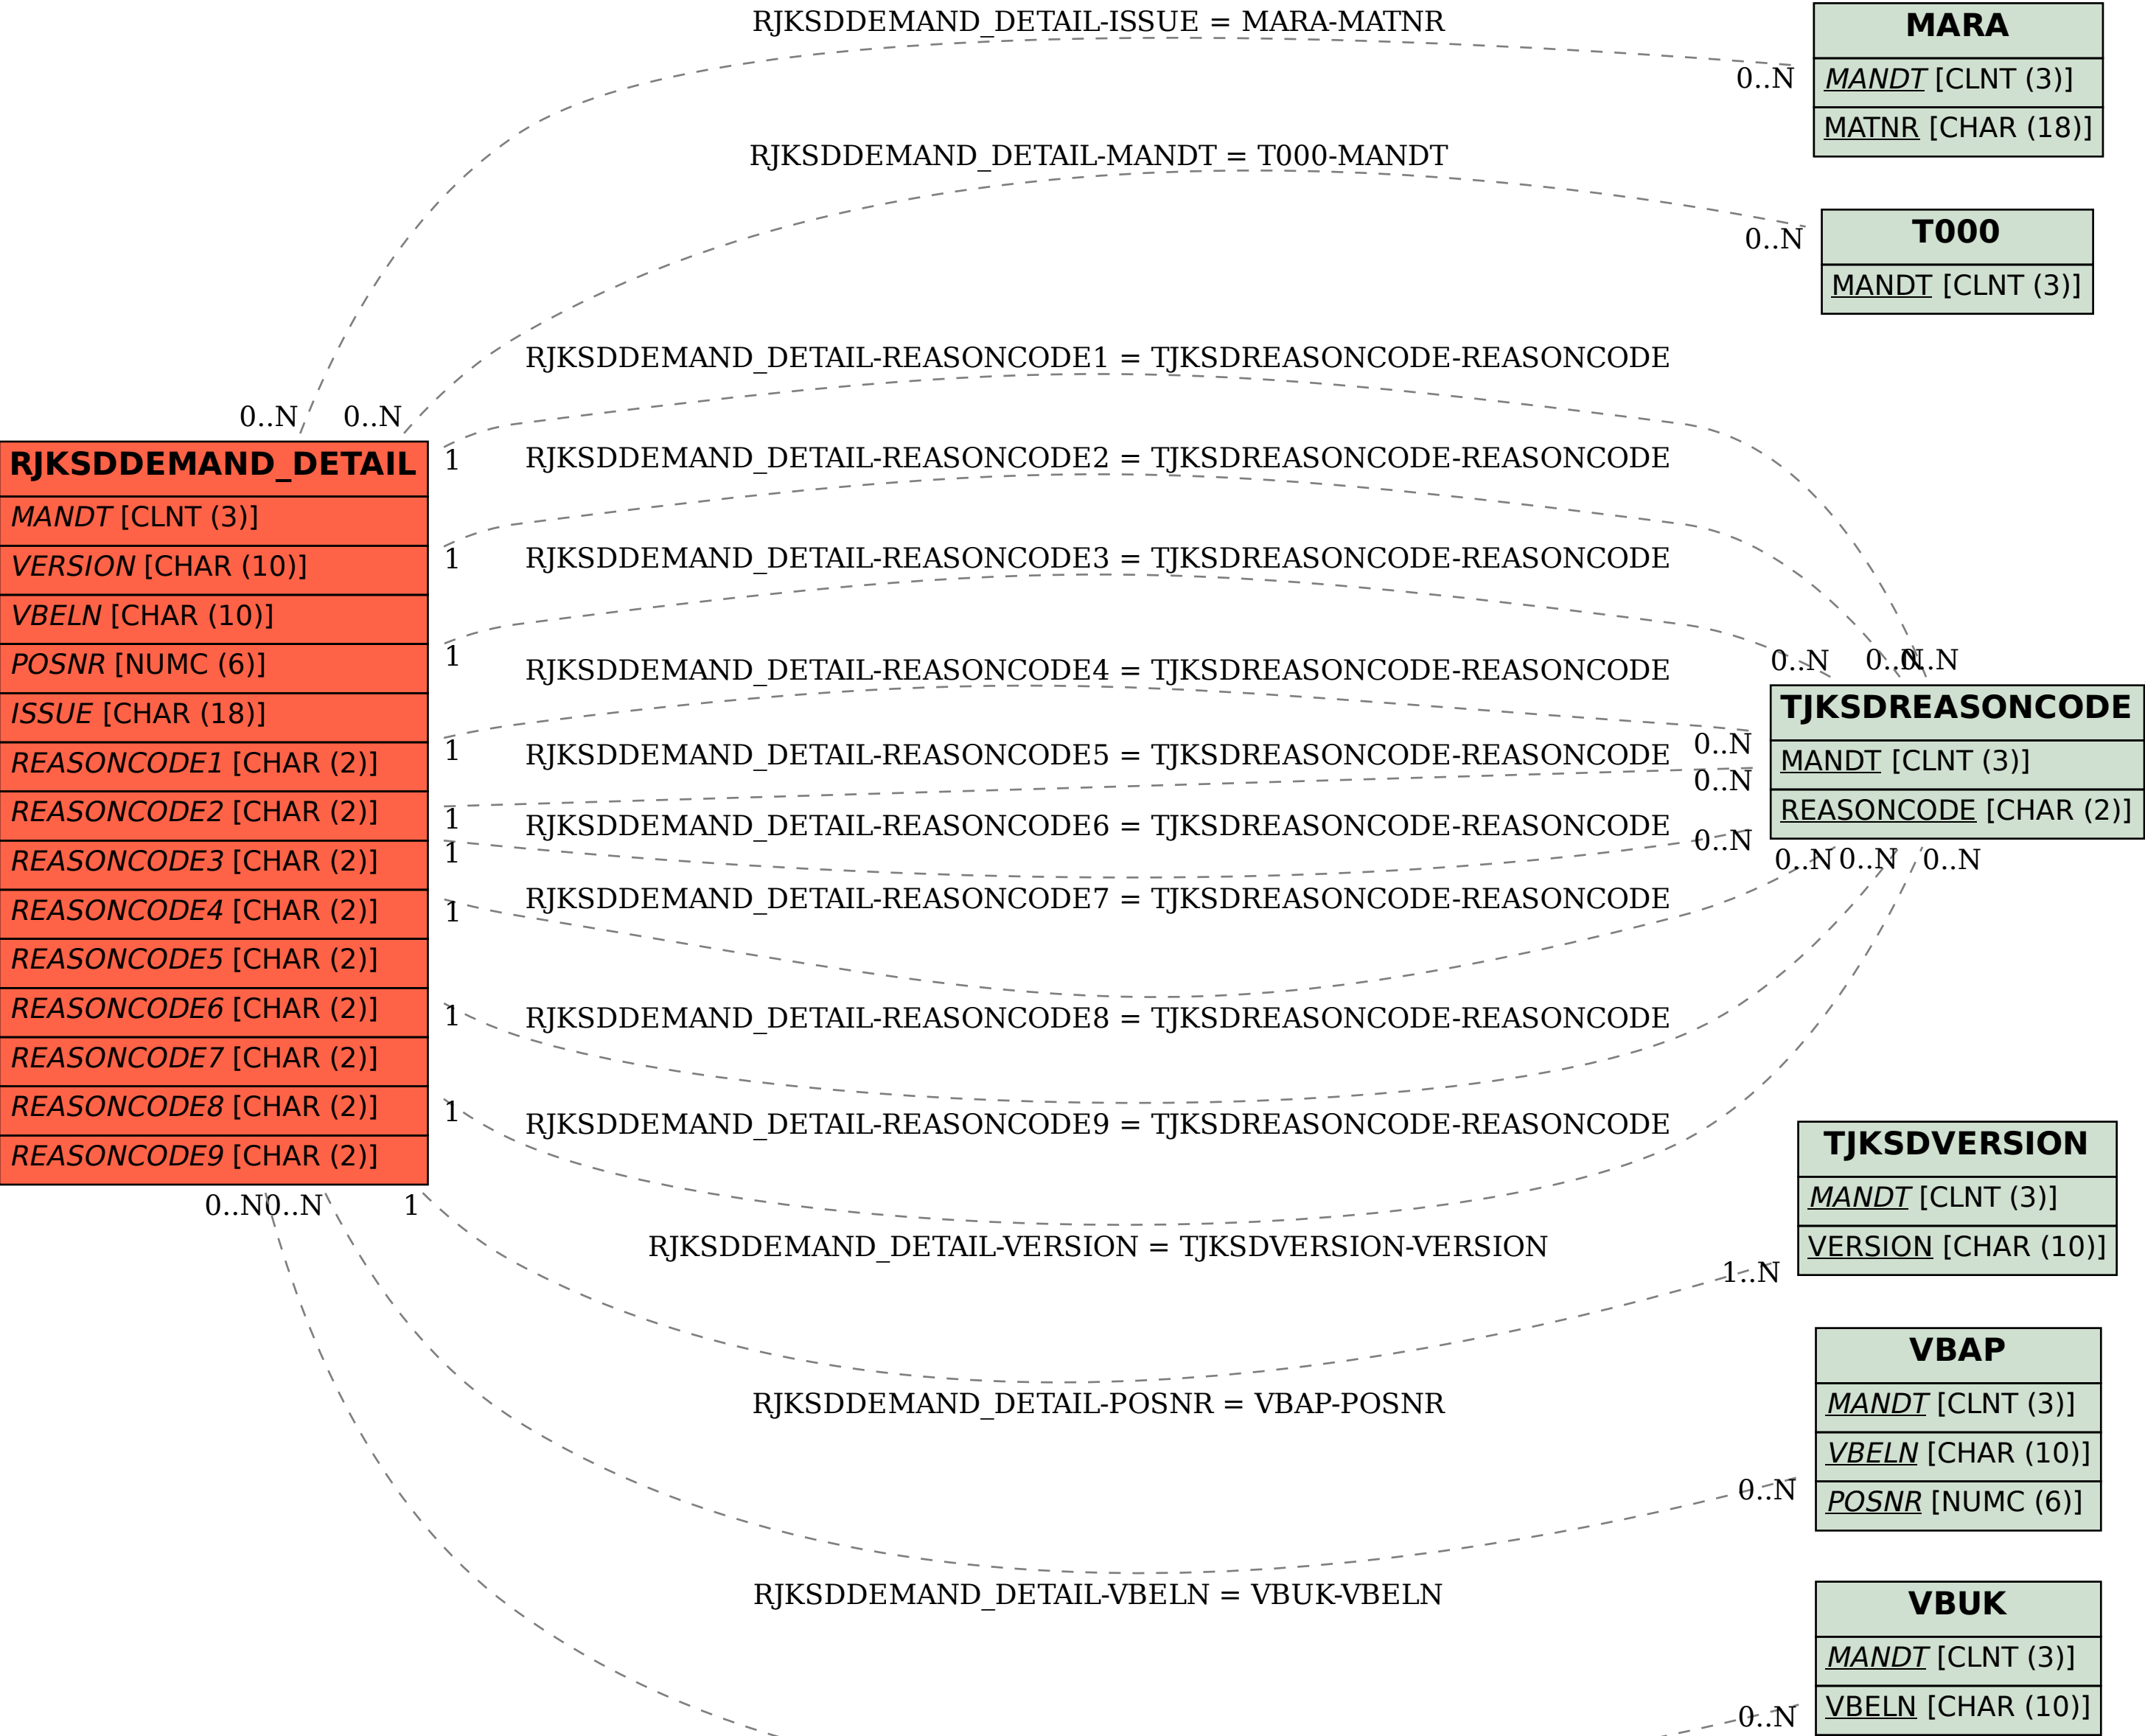 RJKSDDEMAND_DETAIL-ISSUE = MARA-MATNR
MARA
0..N
MANDT [CLNT (3)]
MATNR [CHAR (18)]
RJKSDDEMAND_DETAIL-MANDT = T000-MANDT
T000
0..N
MANDT [CLNT (3)]
RJKSDDEMAND_DETAIL-REASONCODE1 = TJKSDREASONCODE-REASONCODE
0..N 0..N
RJKSDDEMAND_DETAIL
MANDT [CLNT (3)]
VERSION [CHAR (10)]
VBELN [CHAR (10)]
POSNR [NUMC (6)]
ISSUE [CHAR (18)]
REASONCODE1 [CHAR (2)]
REASONCODE2 [CHAR (2)]
REASONCODE3 [CHAR (2)]
REASONCODE4 [CHAR (2)]
REASONCODE5 [CHAR (2)]
REASONCODE6 [CHAR (2)]
REASONCODE7 [CHAR (2)]
REASONCODE8 [CHAR (2)]
REASONCODE9 [CHAR (2)]
0..N 0..N 1
1
RJKSDDEMAND_DETAIL-REASONCODE2 = TJKSDREASONCODE-REASONCODE
1
RJKSDDEMAND_DETAIL-REASONCODE3 = TJKSDREASONCODE-REASONCODE
1
RJKSDDEMAND_DETAIL-REASONCODE4 = TJKSDREASONCODE-REASONCODE
1
RJKSDDEMAND_DETAIL-REASONCODE5 = TJKSDREASONCODE-REASONCODE
1
RJKSDDEMAND_DETAIL-REASONCODE6 = TJKSDREASONCODE-REASONCODE
1
RJKSDDEMAND_DETAIL-REASONCODE7 = TJKSDREASONCODE-REASONCODE
1
RJKSDDEMAND_DETAIL-REASONCODE8 = TJKSDREASONCODE-REASONCODE
1
RJKSDDEMAND_DETAIL-REASONCODE9 = TJKSDREASONCODE-REASONCODE
1
0..N 0..N 0..N
TJKSDREASONCODE
0..N
MANDT [CLNT (3)]
0..N
REASONCODE [CHAR (2)]
0..N
0..N 0..N 0..N
RJKSDDEMAND_DETAIL-VERSION = TJKSDVERSION-VERSION
TJKSDVERSION
MANDT [CLNT (3)]
VERSION [CHAR (10)]
1..N
RJKSDDEMAND_DETAIL-POSNR = VBAP-POSNR
VBAP
MANDT [CLNT (3)]
VBELN [CHAR (10)]
POSNR [NUMC (6)]
0..N
RJKSDDEMAND_DETAIL-VBELN = VBUK-VBELN
VBUK
MANDT [CLNT (3)]
VBELN [CHAR (10)]
0..N